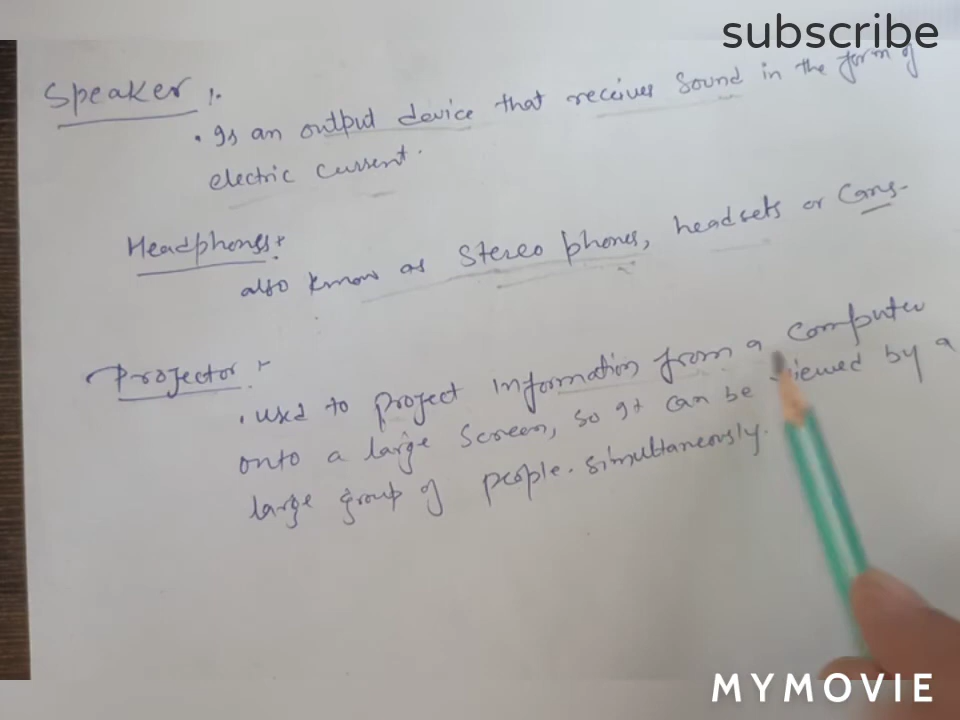 subscribe
Speaker :-
• Is an output device that receives Sound in the form of
electric current.
Headphones :-
also know as Stereo phones, headsets or Cans-
Projector :-
• used to project information from a Computer
onto a large screen, so it can be viewed by a
large group of people. simultaneously.
MYMOVIE